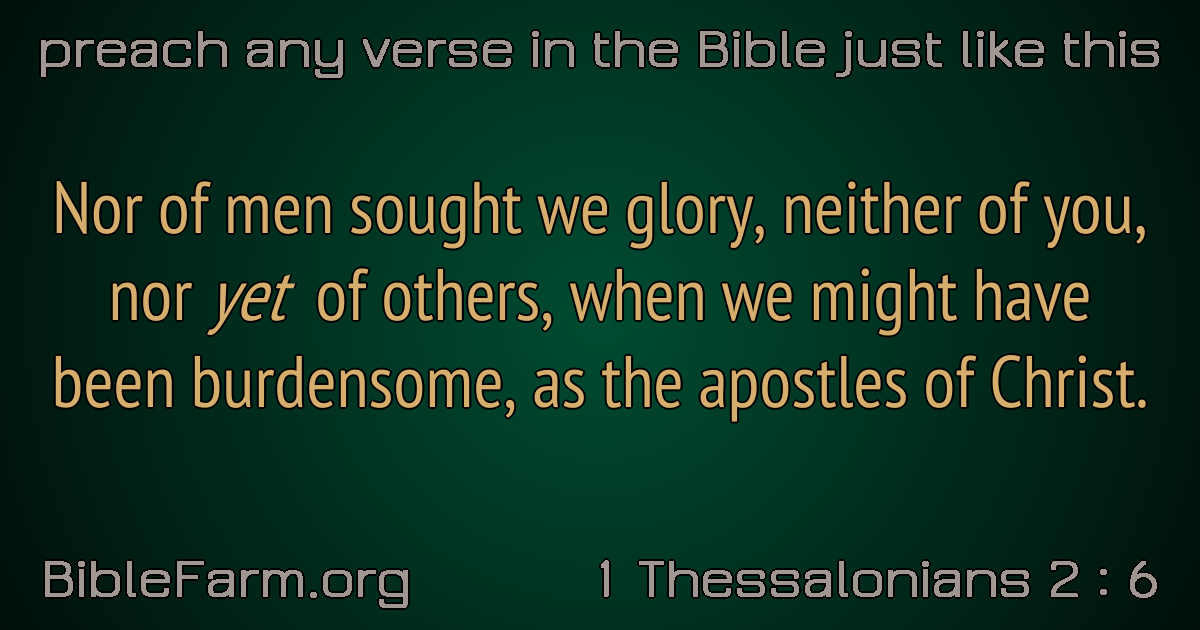 preach any verse in the Bible just like this
Nor of men sought we glory, neither of you,
nor yet of others, when we might have
been burdensome, as the apostles of Christ.
BibleFarm.org
1 Thessalonians 2 : 6